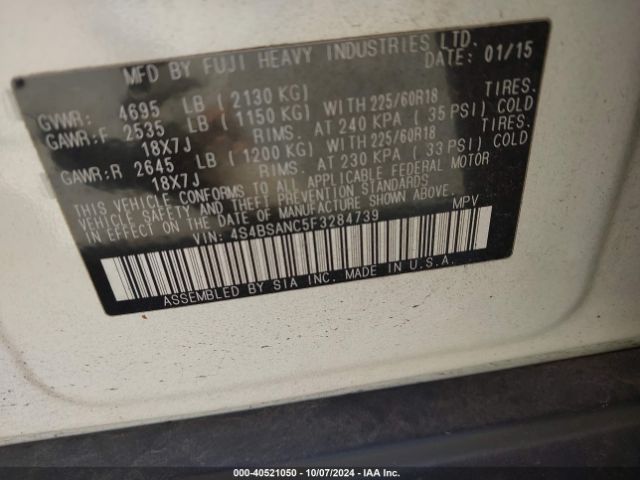 MFD BY FUJI HEAVY INDUSTRIES LTD.
DATE: 01/15
GVWR: 4695 LB ( 2130 KG)
GAWR:F 2535 LB ( 1150 KG) WITH 225/60R18 TIRES.
18X7J RIMS. AT 240 KPA ( 35 PSI) COLD
GAWR:R 2645 LB ( 1200 KG) WITH 225/60R18 TIRES.
18X7J RIMS. AT 230 KPA ( 33 PSI) COLD
THIS VEHICLE CONFORMS TO ALL APPLICABLE FEDERAL MOTOR
VEHICLE SAFETY AND THEFT PREVENTION STANDARDS
IN EFFECT ON THE DATE OF MANUFACTURE SHOWN ABOVE.
VIN: 4S4BSANC5F3284739 MPV
ASSEMBLED BY SIA INC. MADE IN U.S.A.
000-40521050 - 10/07/2024 - IAA Inc.